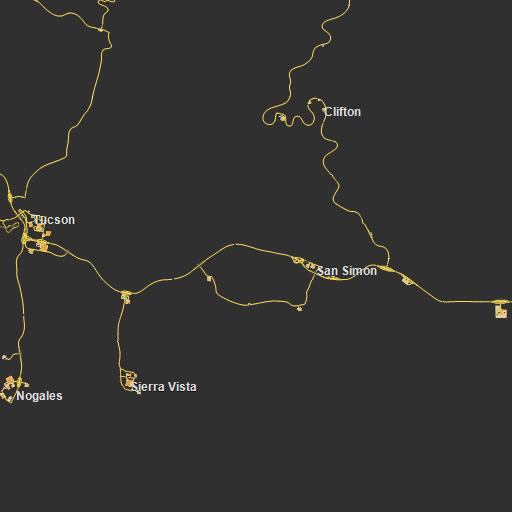 Clifton
Tucson
San Simon
Sierra Vista
Nogales